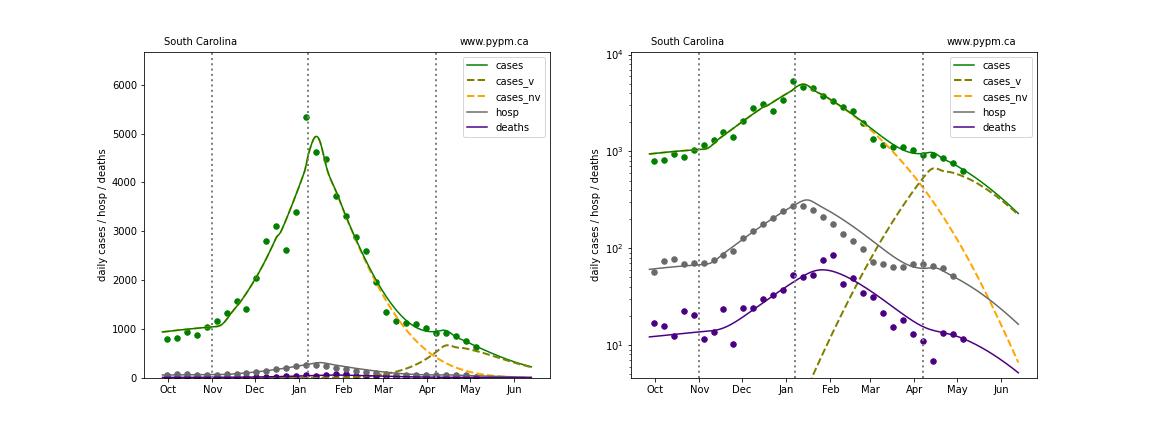 South Carolina www.pypm.ca
daily cases / hosp / deaths
6000
5000
4000
3000
2000
1000
0
cases
cases_v
cases_nv
hosp
deaths
Oct Nov Dec Jan Feb Mar Apr May Jun
South Carolina www.pypm.ca
daily cases / hosp / deaths
10⁴
10³
10²
10¹
cases
cases_v
cases_nv
hosp
deaths
Oct Nov Dec Jan Feb Mar Apr May Jun